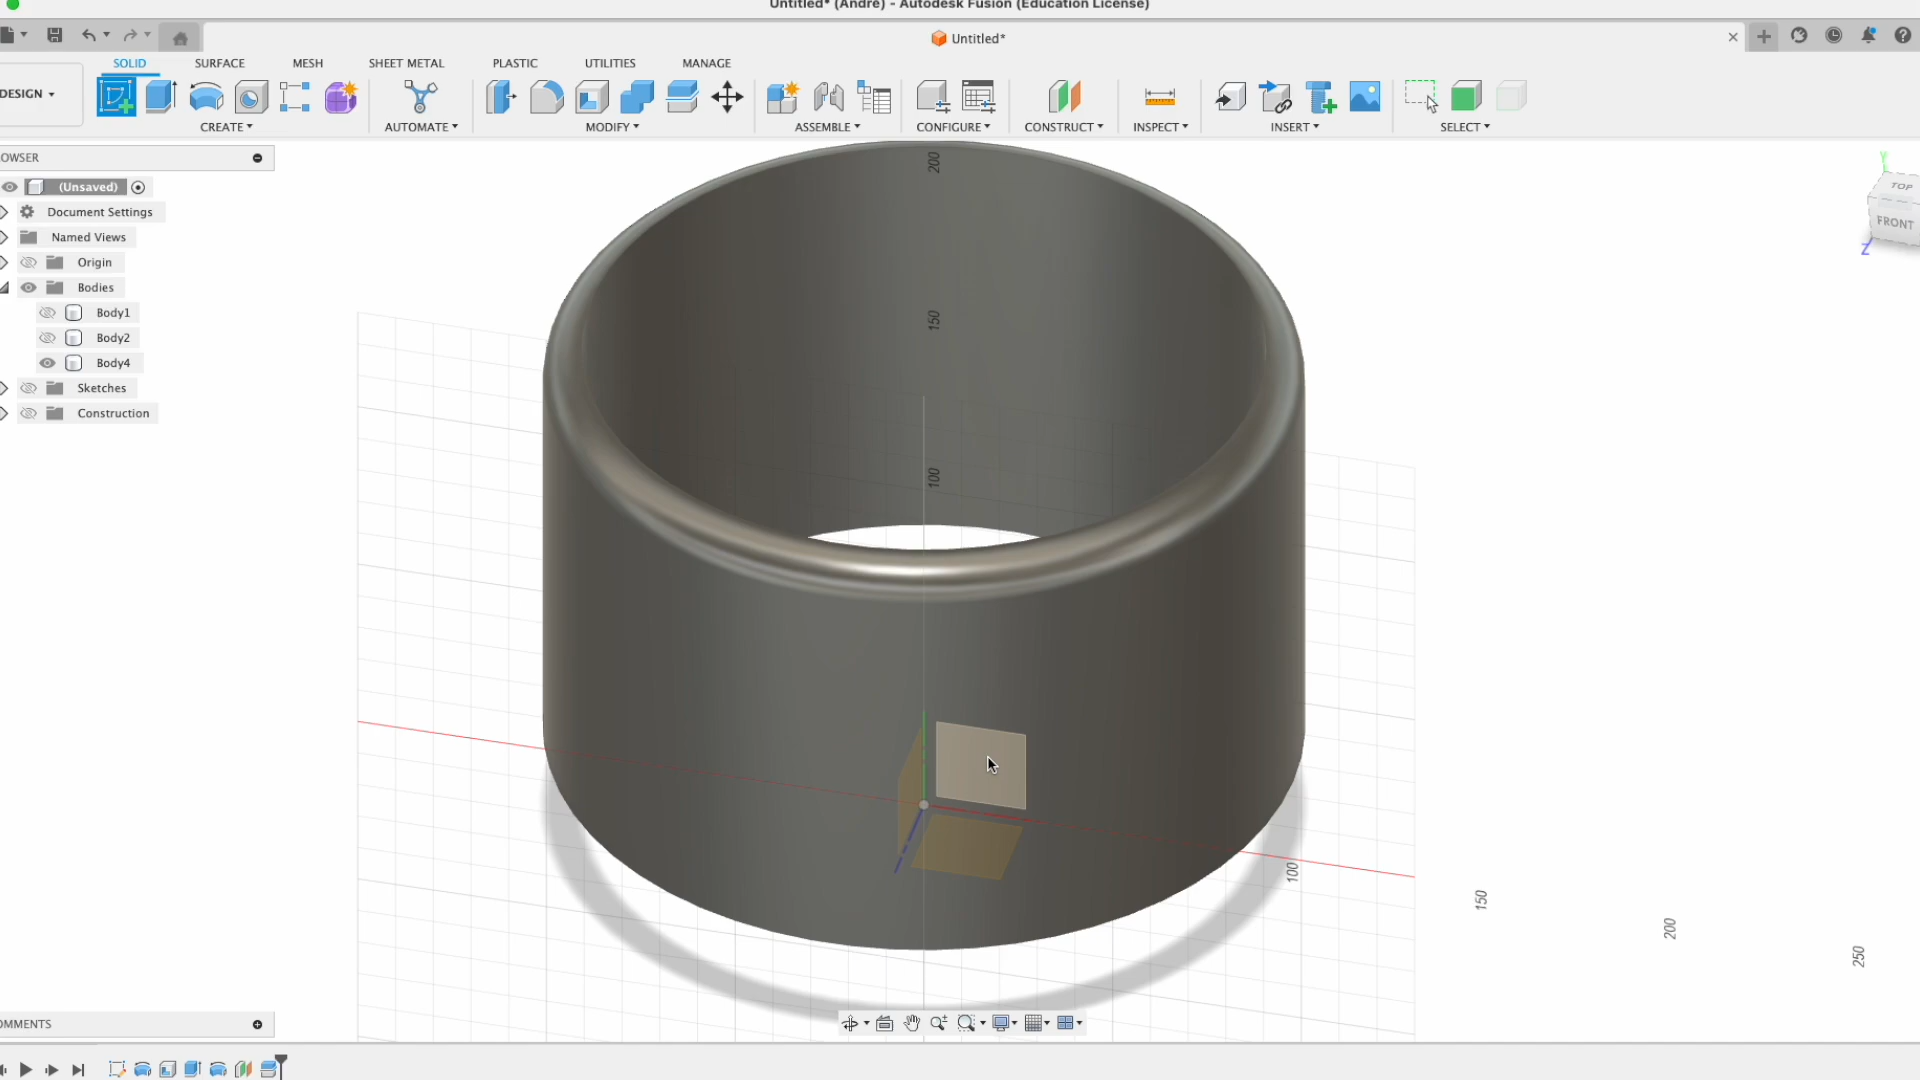 Untitled* (Andre) - Autodesk Fusion (Education License)
Untitled*
SOLID SURFACE MESH SHEET METAL PLASTIC UTILITIES MANAGE
DESIGN
CREATE AUTOMATE MODIFY ASSEMBLE CONFIGURE CONSTRUCT INSPECT INSERT SELECT
OWSER
(Unsaved)
Document Settings
Named Views
Origin
Bodies
Body1
Body2
Body4
Sketches
Construction
Y
TOP
FRONT
Z
200
150
100
100
150
200
250
OMMENTS